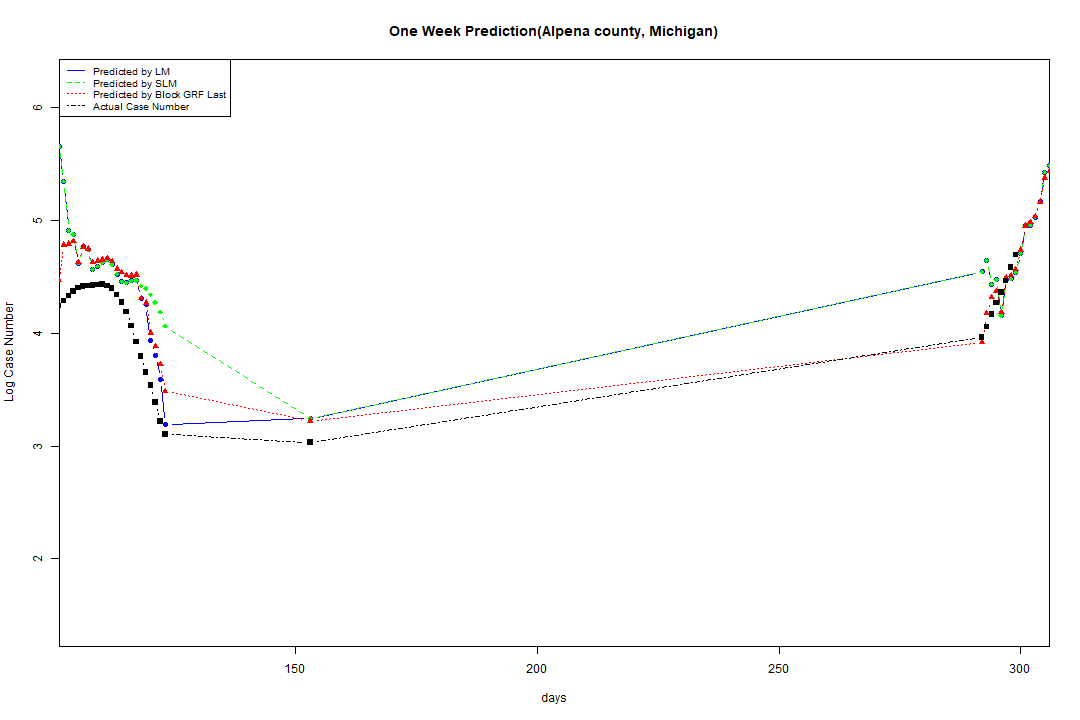 One Week Prediction(Alpena county, Michigan)
Predicted by LM
Predicted by SLM
Predicted by Block GRF Last
Actual Case Number
6
5
4
3
2
Log Case Number
150 200 250 300
days